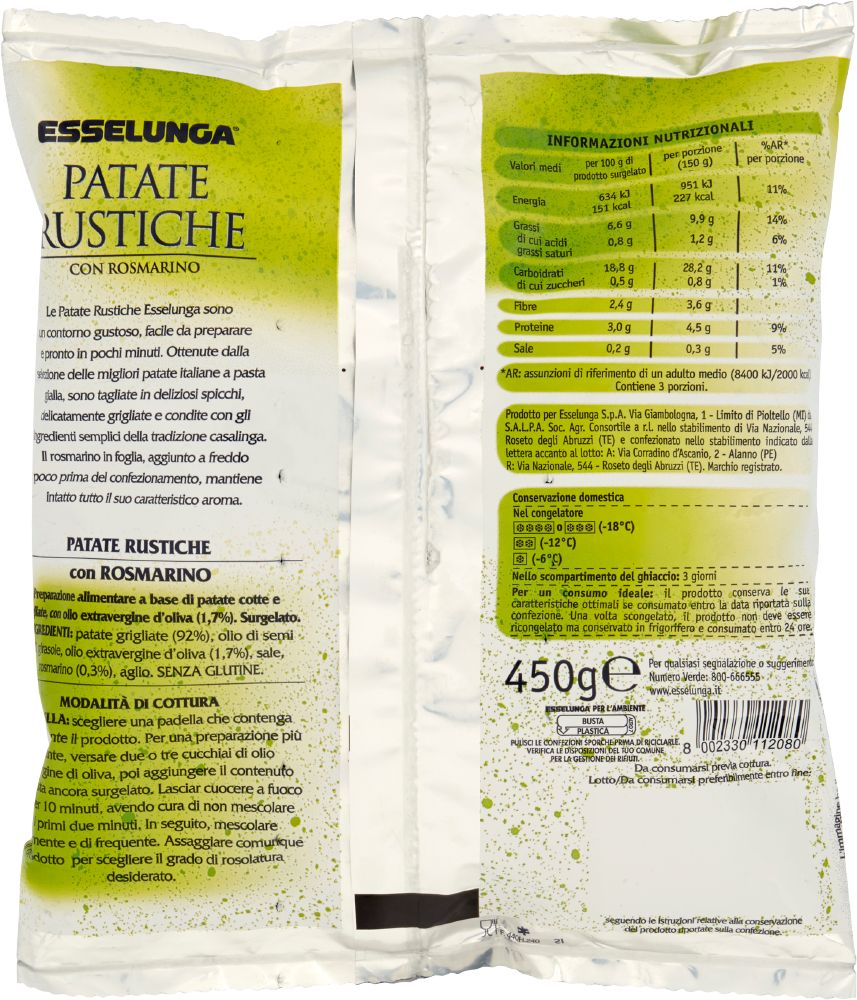 ESSELUNGA®
PATATE
RUSTICHE
CON ROSMARINO
Le Patate Rustiche Esselunga sono
un contorno gustoso, facile da preparare
e pronto in pochi minuti. Ottenute dalla
selezione delle migliori patate italiane a pasta
gialla, sono tagliate in deliziosi spicchi,
delicatamente grigliate e condite con gli
ingredienti semplici della tradizione casalinga.
Il rosmarino in foglia, aggiunto a freddo
poco prima del confezionamento, mantiene
intatto tutto il suo caratteristico aroma.
PATATE RUSTICHE
con ROSMARINO
Preparazione alimentare a base di patate cotte e
con olio extravergine d'oliva (1,7%). Surgelato.
patate grigliate (92%), olio di semi
olio extravergine d'oliva (1,7%), sale,
rosmarino (0,3%), aglio. SENZA GLUTINE.
MODALITÀ DI COTTURA
scegliere una padella che contenga
il prodotto. Per una preparazione più
versare due o tre cucchiai di olio
di oliva, poi aggiungere il contenuto
ancora surgelato. Lasciar cuocere a fuoco
10 minuti, avendo cura di non mescolare
primi due minuti. In seguito, mescolare
e di frequente. Assaggiare comunque
per scegliere il grado di rosolatura
desiderato.
INFORMAZIONI NUTRIZIONALI
Valori medi per 100 g di prodotto surgelato per porzione (150 g) %AR* per porzione
Energia 634 kJ 151 kcal 951 kJ 227 kcal 11%
Grassi 6,6 g 9,9 g 14%
di cui acidi grassi saturi 0,8 g 1,2 g 6%
Carboidrati 18,8 g 28,2 g 11%
di cui zuccheri 0,5 g 0,8 g 1%
Fibre 2,4 g 3,6 g
Proteine 3,0 g 4,5 g 9%
Sale 0,2 g 0,3 g 5%
*AR: assunzioni di riferimento di un adulto medio (8400 kJ/2000 kcal)
Contiene 3 porzioni.
Prodotto per Esselunga S.p.A. Via Giambologna, 1 - Limito di Pioltello (MI) da
S.A.L.P.A. Soc. Agr. Consortile a r.l. nello stabilimento di Via Nazionale, 544
Roseto degli Abruzzi (TE) e confezionato nello stabilimento indicato dalla
lettera accanto al lotto: A: Via Corradino d'Ascanio, 2 - Alanno (PE)
R: Via Nazionale, 544 - Roseto degli Abruzzi (TE). Marchio registrato.
Conservazione domestica
Nel congelatore
o (-18°C)
(-12°C)
(-6°C)
Nello scompartimento del ghiaccio: 3 giorni
Per un consumo ideale: il prodotto conserva le sue
caratteristiche ottimali se consumato entro la data riportata sulla
confezione. Una volta scongelato, il prodotto non deve essere
ricongelato ma conservato in frigorifero e consumato entro 24 ore.
450g e
Per qualsiasi segnalazione o suggerimento
Numero Verde: 800-666555
www.esselunga.it
ESSELUNGA PER L'AMBIENTE
BUSTA
PLASTICA
PULISCI LE CONFEZIONI SPORCHE PRIMA DI RICICLARLE.
VERIFICA LE DISPOSIZIONI DEL TUO COMUNE
PER LA GESTIONE DEI RIFIUTI.
8 002330 112080
Da consumarsi previa cottura.
Lotto/Da consumarsi preferibilmente entro fine:
L'immagine
seguendo le istruzioni relative alla conservazione
del prodotto riportate sulla confezione.
21